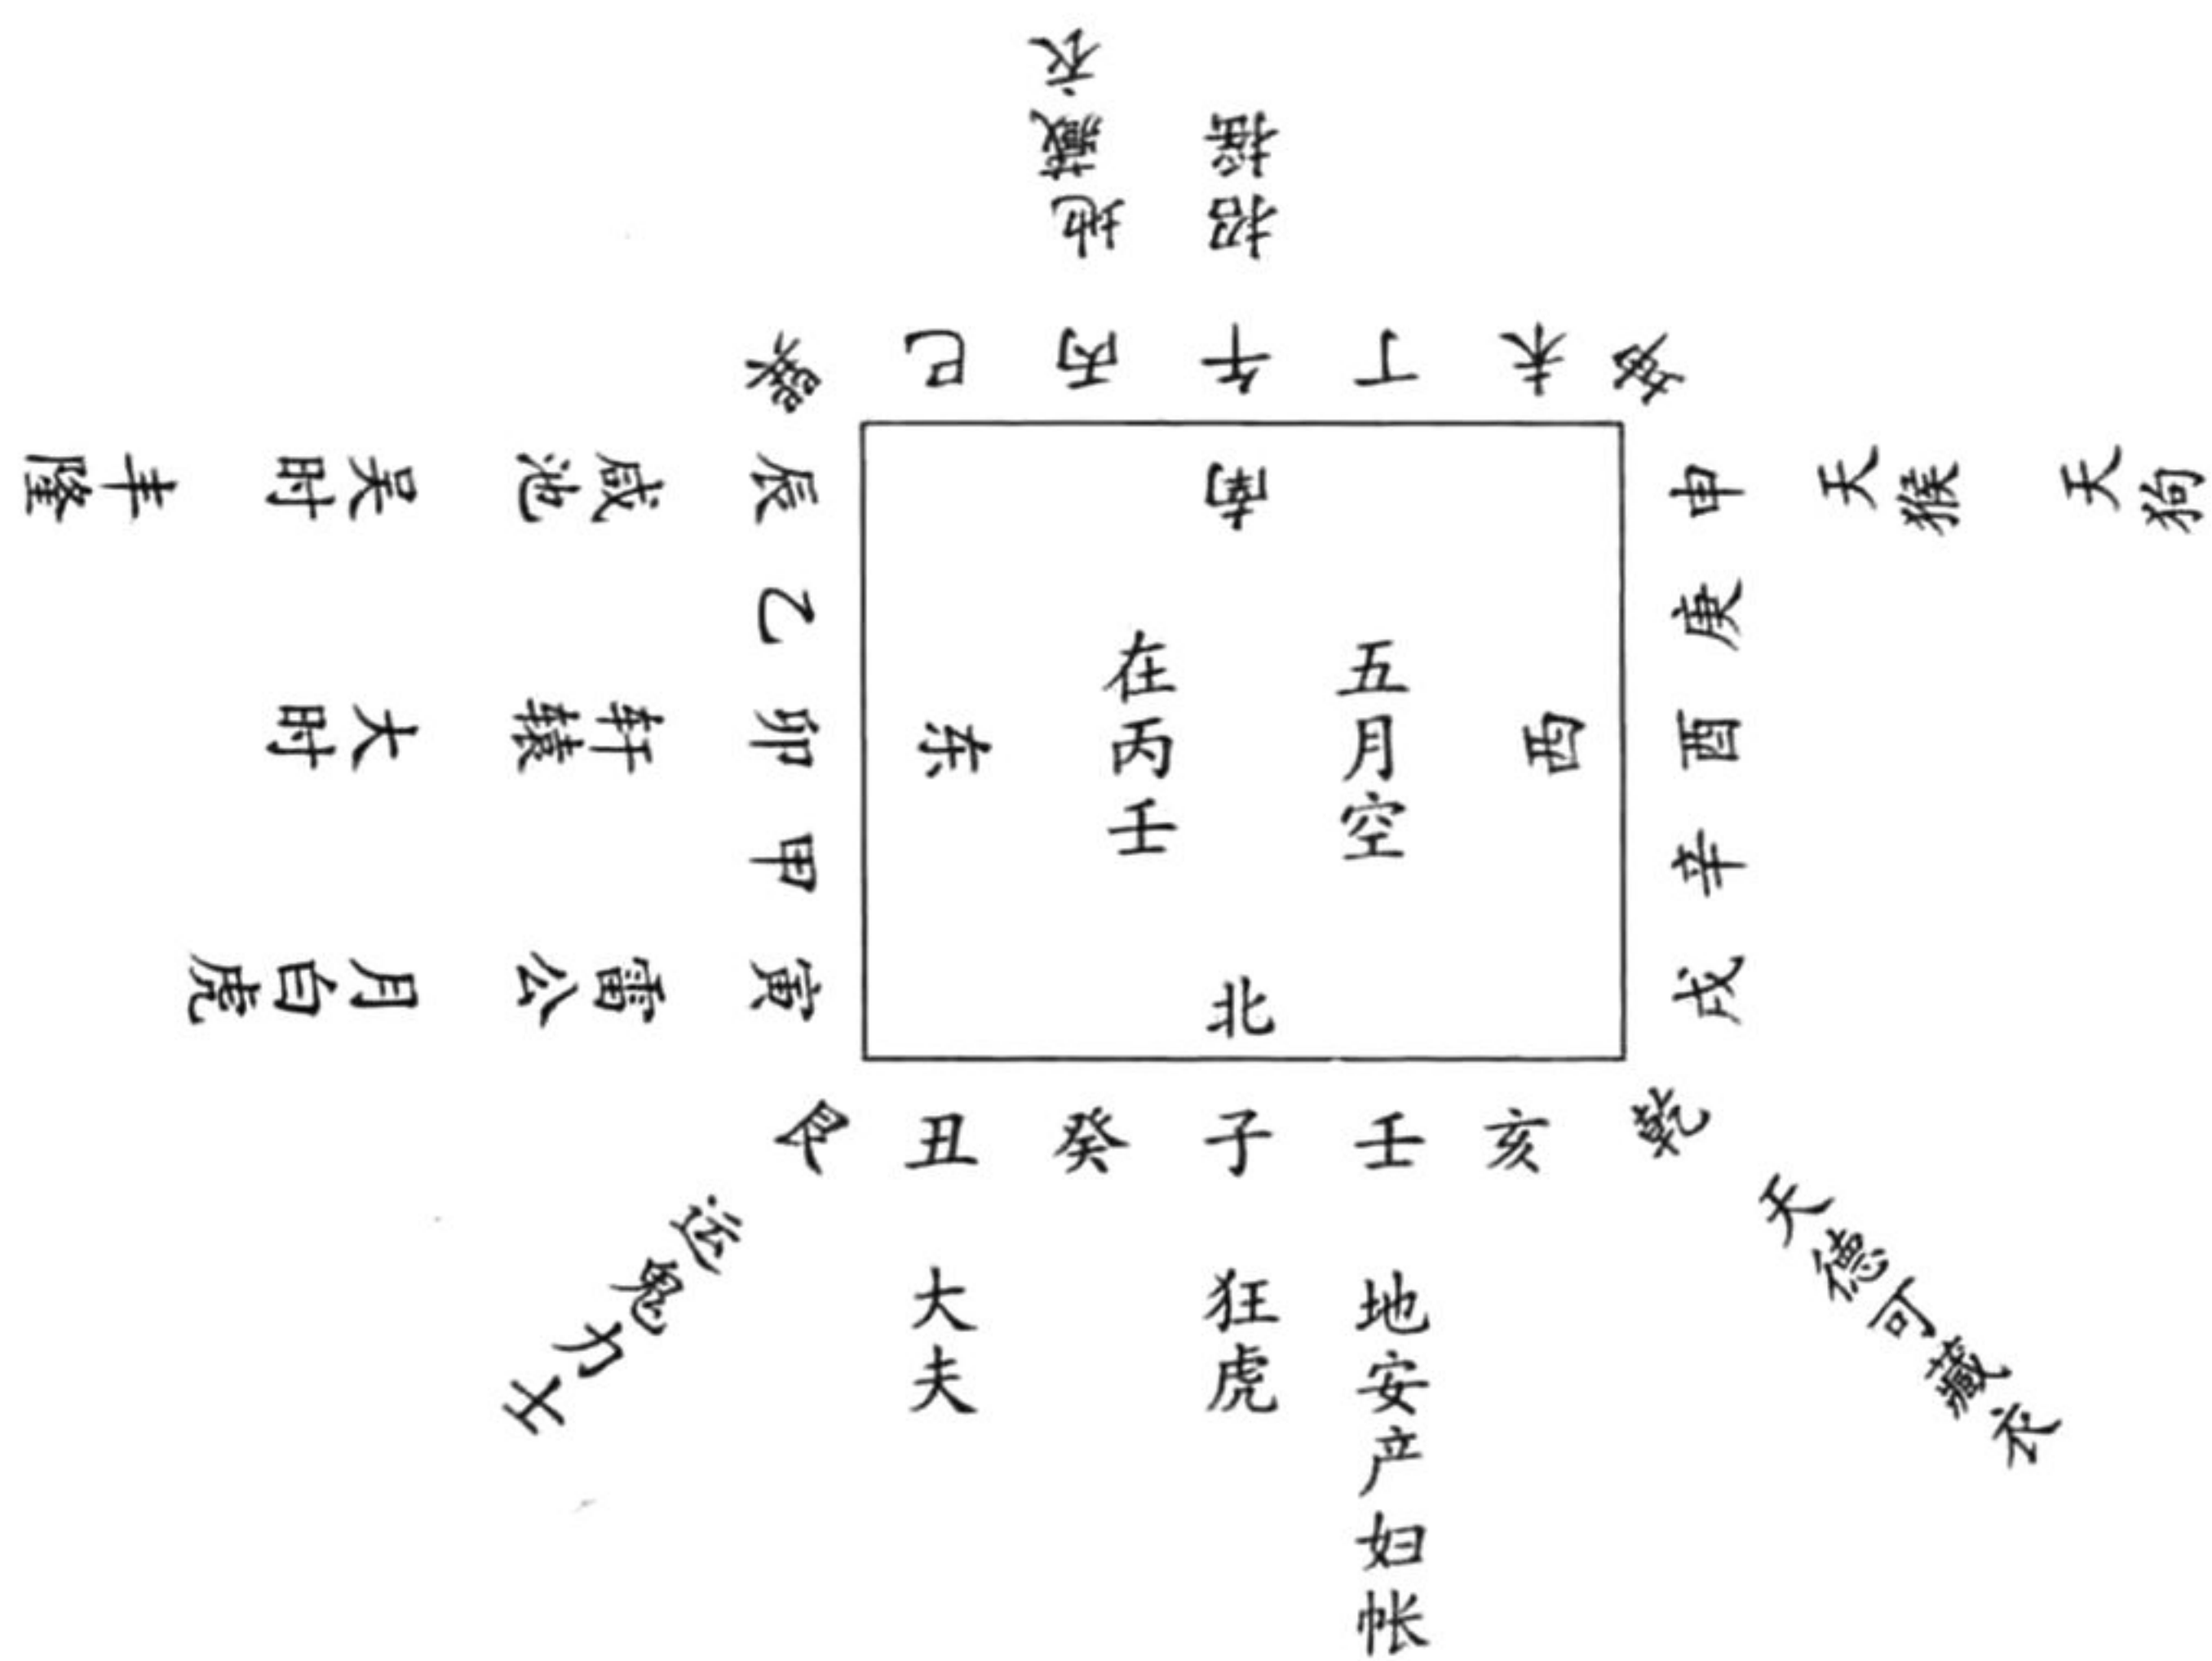 地藏衣
招摇
巽 巳 丙 午 丁 未 坤
辰 咸池 吴时 丰隆
乙
卯 轩辕 大时
甲
寅 雷公 月白虎
南
东
五月空
在丙壬
西
北
申 天猴 天狗
庚
酉
辛
戌
艮 丑 癸 子 壬 亥 乾
运鬼力士
大夫
狂虎
地安产妇帐
天德可藏衣